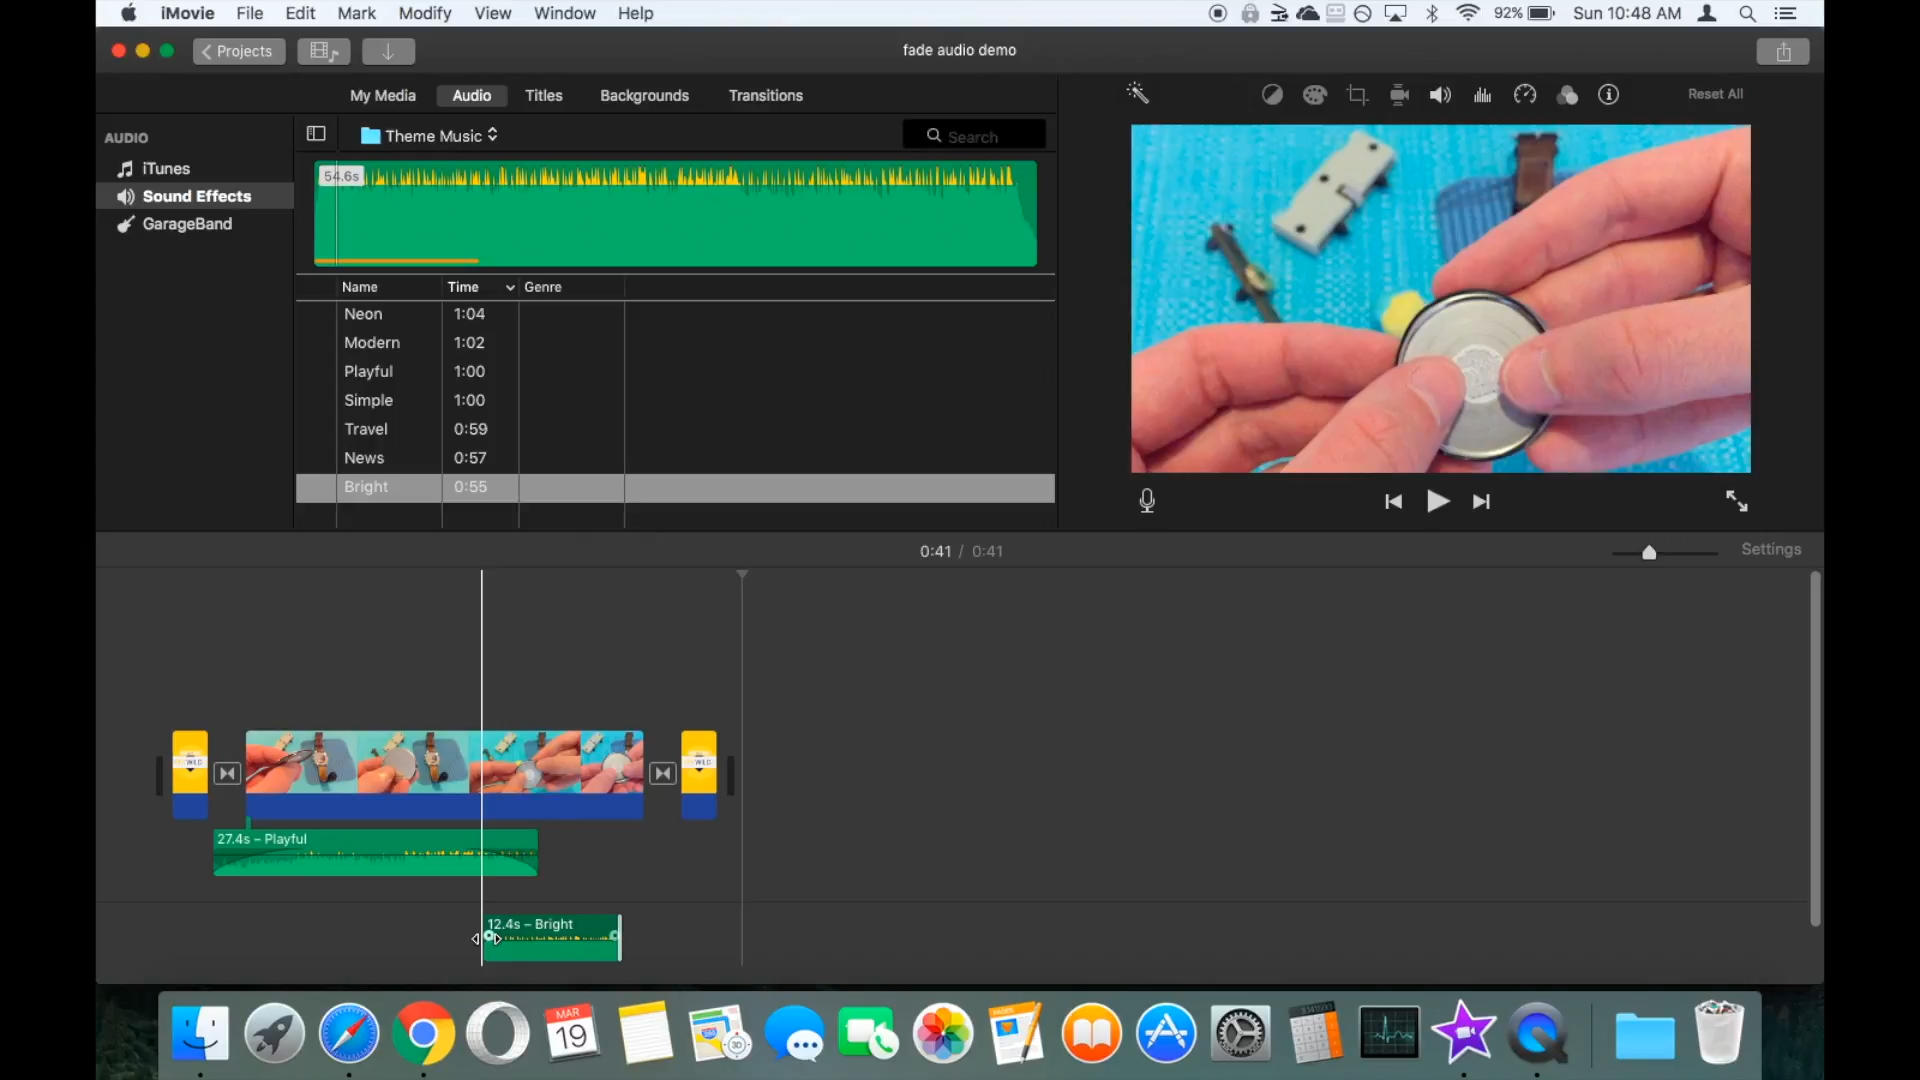 iMovie File Edit Mark Modify View Window Help 92% Sun 10:48 AM
Projects
fade audio demo
My Media Audio Titles Backgrounds Transitions
Reset All
AUDIO
iTunes
Sound Effects
GarageBand
Theme Music
Search
54.6s
Name Time Genre
Neon 1:04
Modern 1:02
Playful 1:00
Simple 1:00
Travel 0:59
News 0:57
Bright 0:55
0:41 / 0:41
Settings
27.4s – Playful
12.4s – Bright
MAR
19
3D